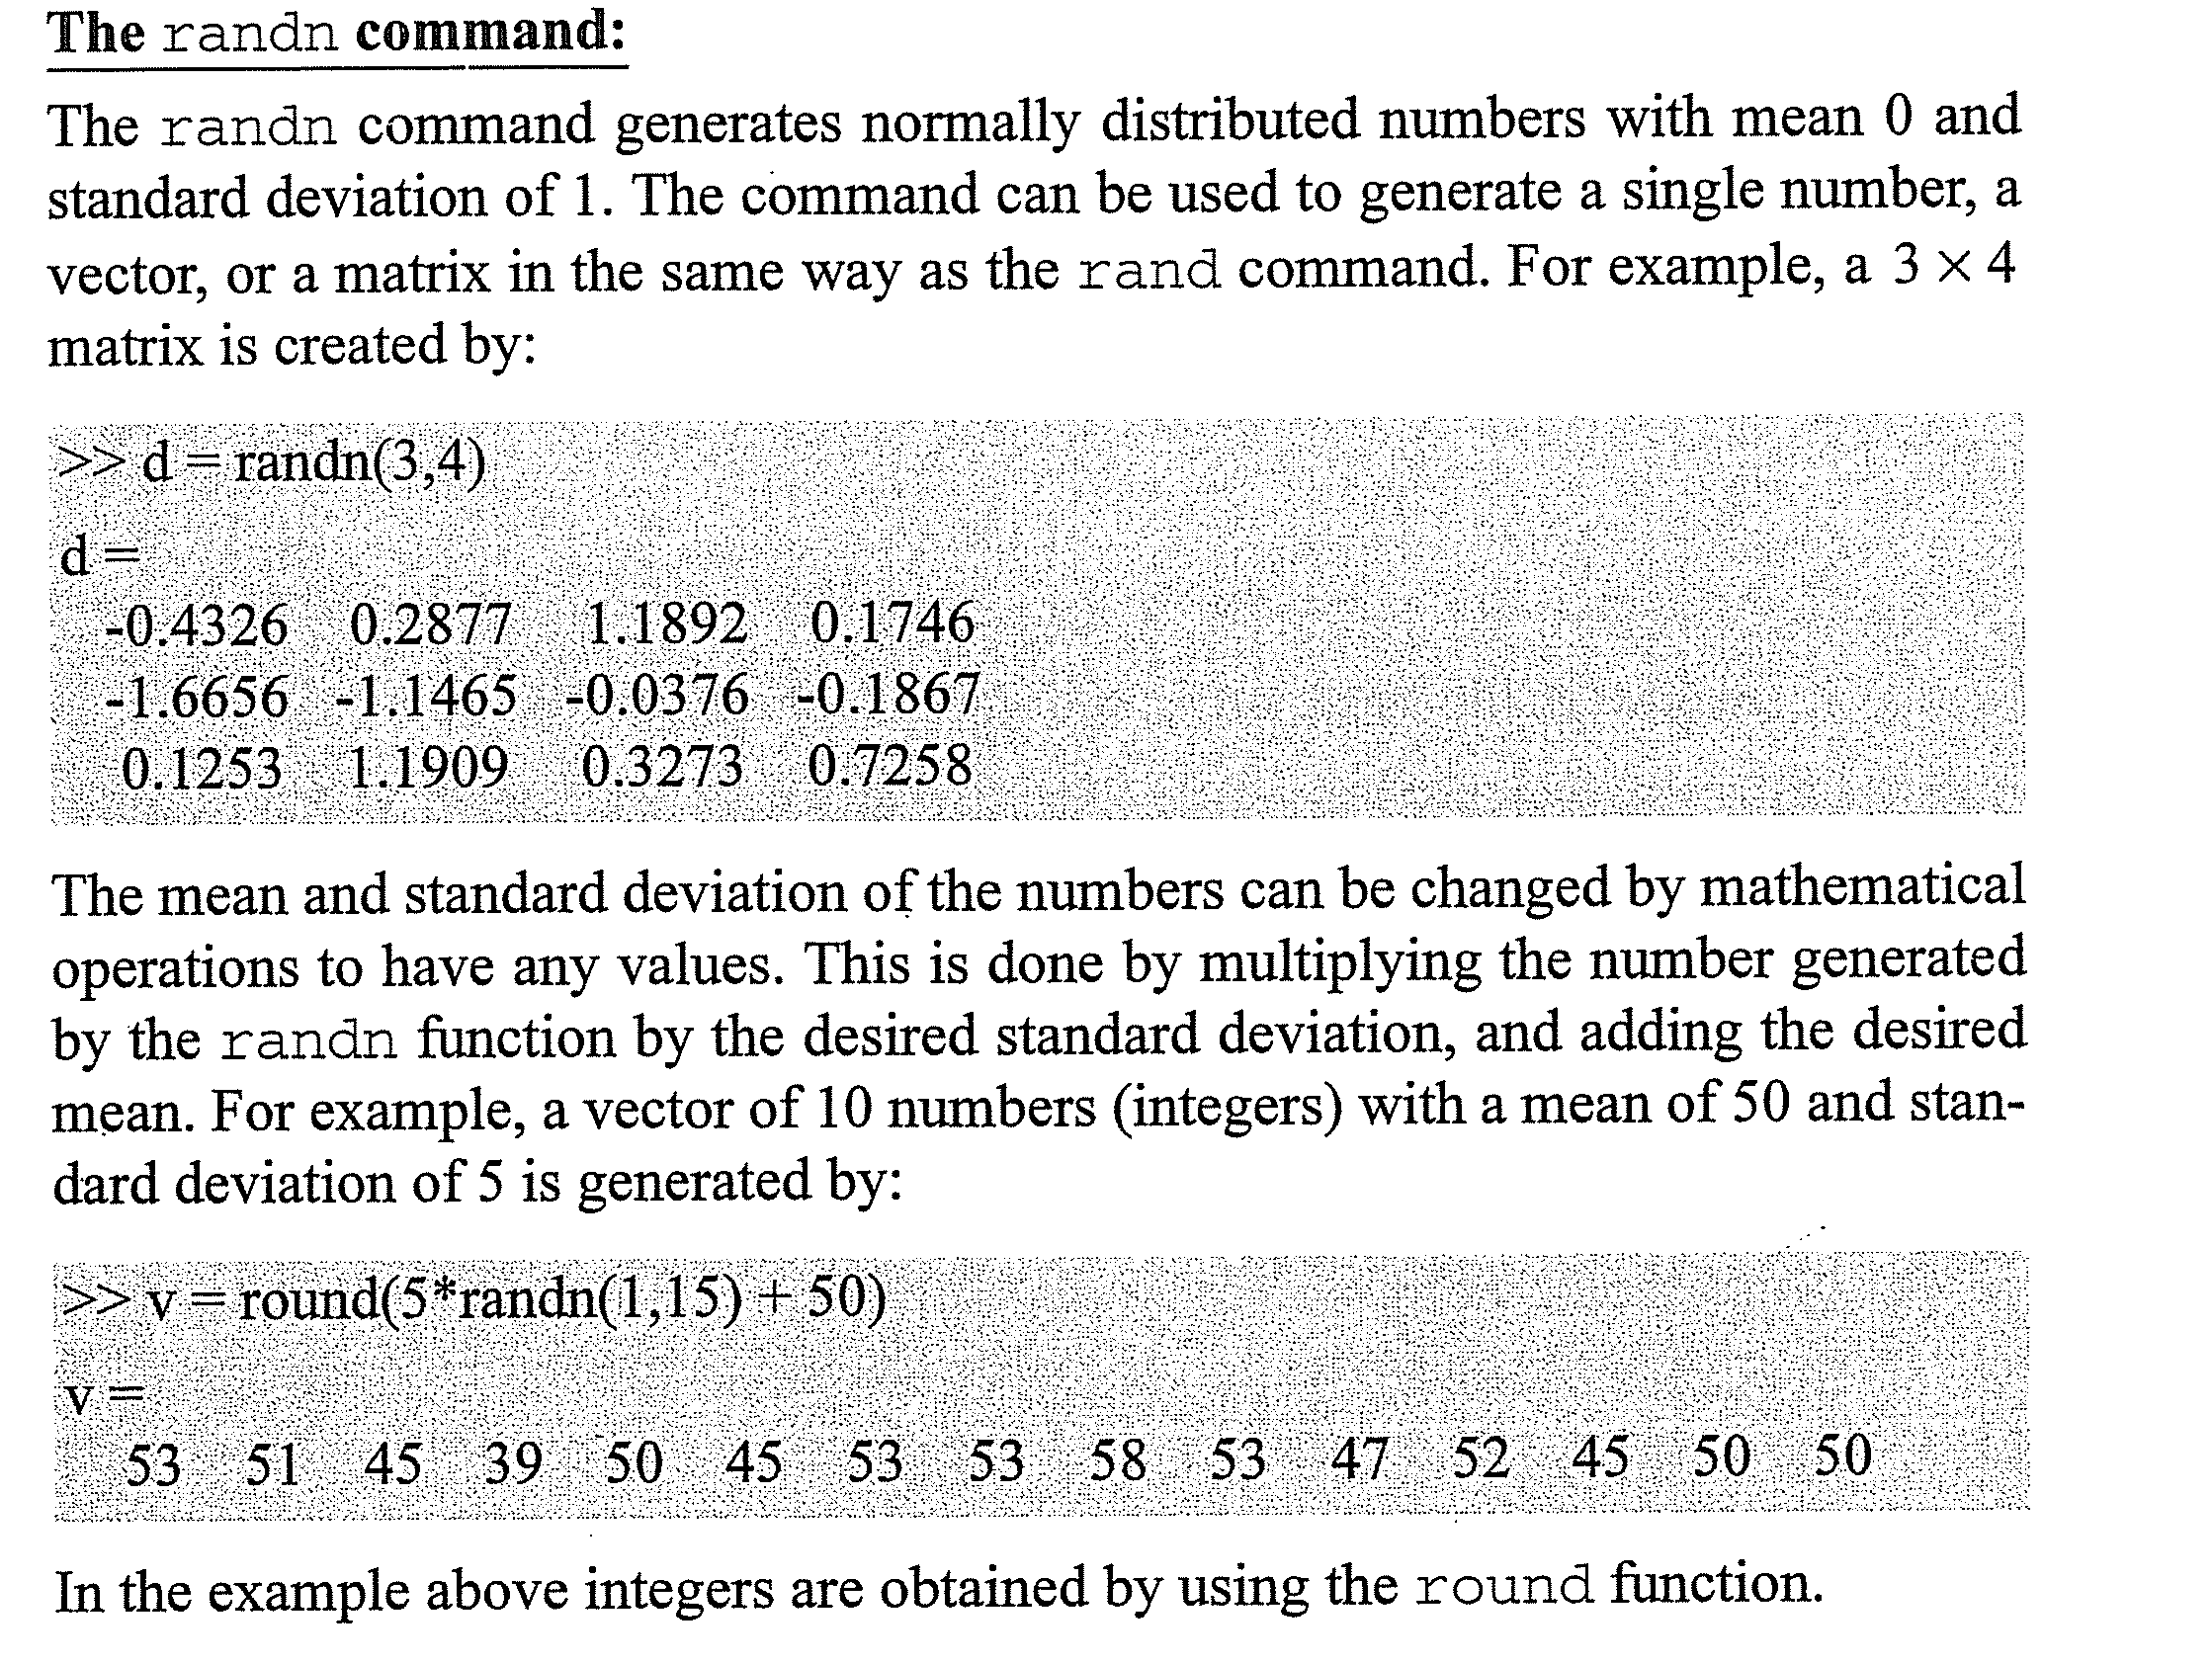 The randn command:
The randn command generates normally distributed numbers with mean 0 and
standard deviation of 1. The command can be used to generate a single number, a
vector, or a matrix in the same way as the rand command. For example, a 3 × 4
matrix is created by:
>> d = randn(3,4)
d =
-0.4326 0.2877 1.1892 0.1746
-1.6656 -1.1465 -0.0376 -0.1867
0.1253 1.1909 0.3273 0.7258
The mean and standard deviation of the numbers can be changed by mathematical
operations to have any values. This is done by multiplying the number generated
by the randn function by the desired standard deviation, and adding the desired
mean. For example, a vector of 10 numbers (integers) with a mean of 50 and stan-
dard deviation of 5 is generated by:
>> v = round(5*randn(1,15) + 50)
v =
53 51 45 39 50 45 53 53 58 53 47 52 45 50 50
In the example above integers are obtained by using the round function.